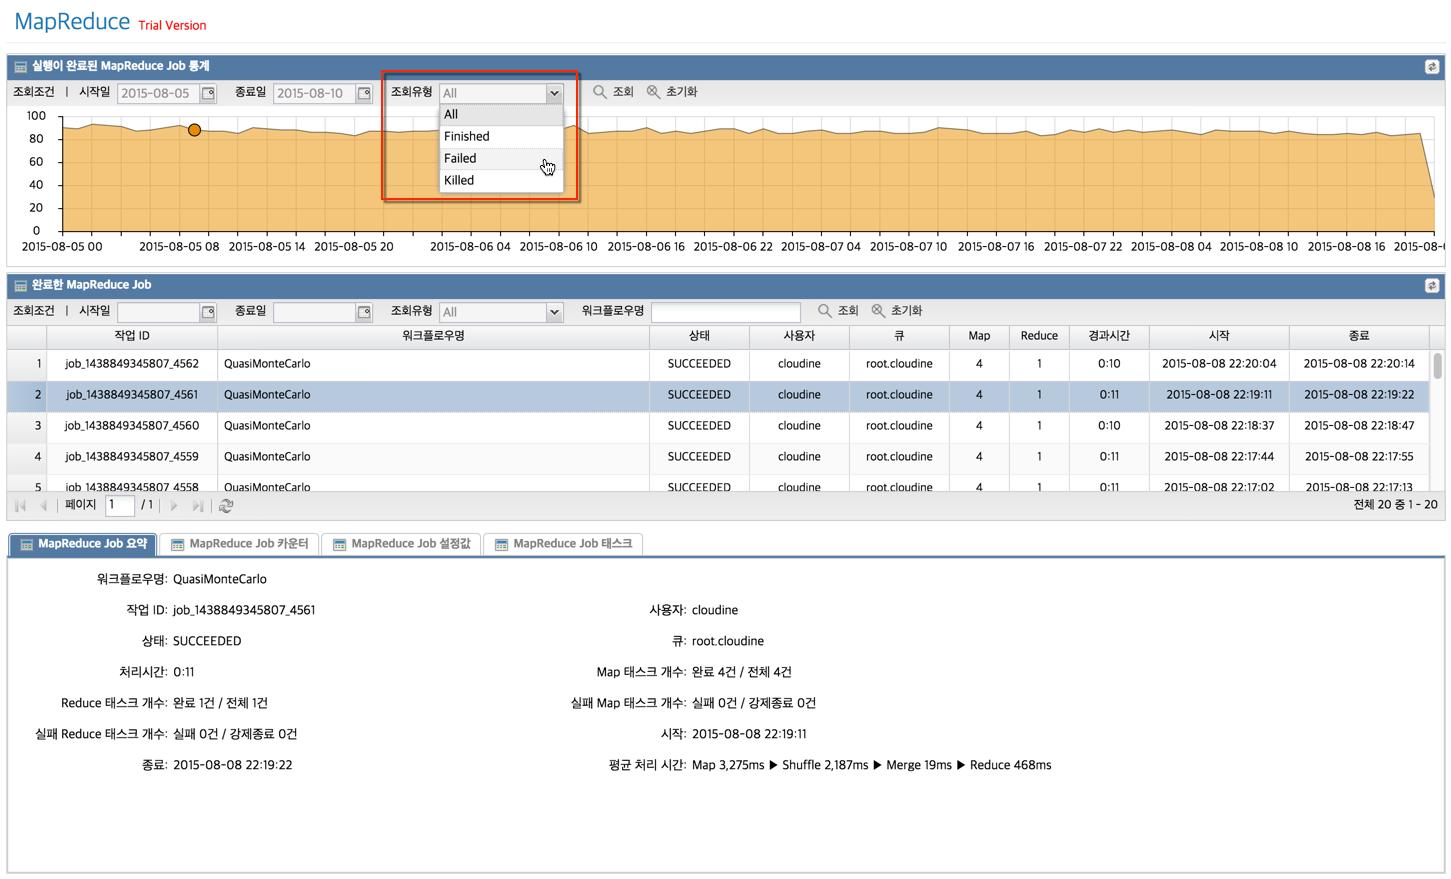 MapReduce Trial Version
실행이 완료된 MapReduce Job 통계
조회조건 | 시작일 2015-08-05 종료일 2015-08-10 조회유형 All 조회 초기화
All
Finished
Failed
Killed
100
80
60
40
20
0
2015-08-05 00 2015-08-05 08 2015-08-05 14 2015-08-05 20 2015-08-06 04 2015-08-06 10 2015-08-06 16 2015-08-06 22 2015-08-07 04 2015-08-07 10 2015-08-07 16 2015-08-07 22 2015-08-08 04 2015-08-08 10 2015-08-08 16 2015-08-
완료한 MapReduce Job
조회조건 | 시작일 종료일 조회유형 All 워크플로우명 조회 초기화
작업 ID 워크플로우명 상태 사용자 큐 Map Reduce 경과시간 시작 종료
1 job_1438849345807_4562 QuasiMonteCarlo SUCCEEDED cloudine root.cloudine 4 1 0:10 2015-08-08 22:20:04 2015-08-08 22:20:14
2 job_1438849345807_4561 QuasiMonteCarlo SUCCEEDED cloudine root.cloudine 4 1 0:11 2015-08-08 22:19:11 2015-08-08 22:19:22
3 job_1438849345807_4560 QuasiMonteCarlo SUCCEEDED cloudine root.cloudine 4 1 0:10 2015-08-08 22:18:37 2015-08-08 22:18:47
4 job_1438849345807_4559 QuasiMonteCarlo SUCCEEDED cloudine root.cloudine 4 1 0:11 2015-08-08 22:17:44 2015-08-08 22:17:55
5 job_1438849345807_4558 QuasiMonteCarlo SUCCEEDED cloudine root.cloudine 4 1 0:11 2015-08-08 22:17:02 2015-08-08 22:17:13
페이지 1 / 1 전체 20 중 1 - 20
MapReduce Job 요약 MapReduce Job 카운터 MapReduce Job 설정값 MapReduce Job 태스크
워크플로우명: QuasiMonteCarlo
작업 ID: job_1438849345807_4561 사용자: cloudine
상태: SUCCEEDED 큐: root.cloudine
처리시간: 0:11 Map 태스크 개수: 완료 4건 / 전체 4건
Reduce 태스크 개수: 완료 1건 / 전체 1건 실패 Map 태스크 개수: 실패 0건 / 강제종료 0건
실패 Reduce 태스크 개수: 실패 0건 / 강제종료 0건 시작: 2015-08-08 22:19:11
종료: 2015-08-08 22:19:22 평균 처리 시간: Map 3,275ms ▶ Shuffle 2,187ms ▶ Merge 19ms ▶ Reduce 468ms